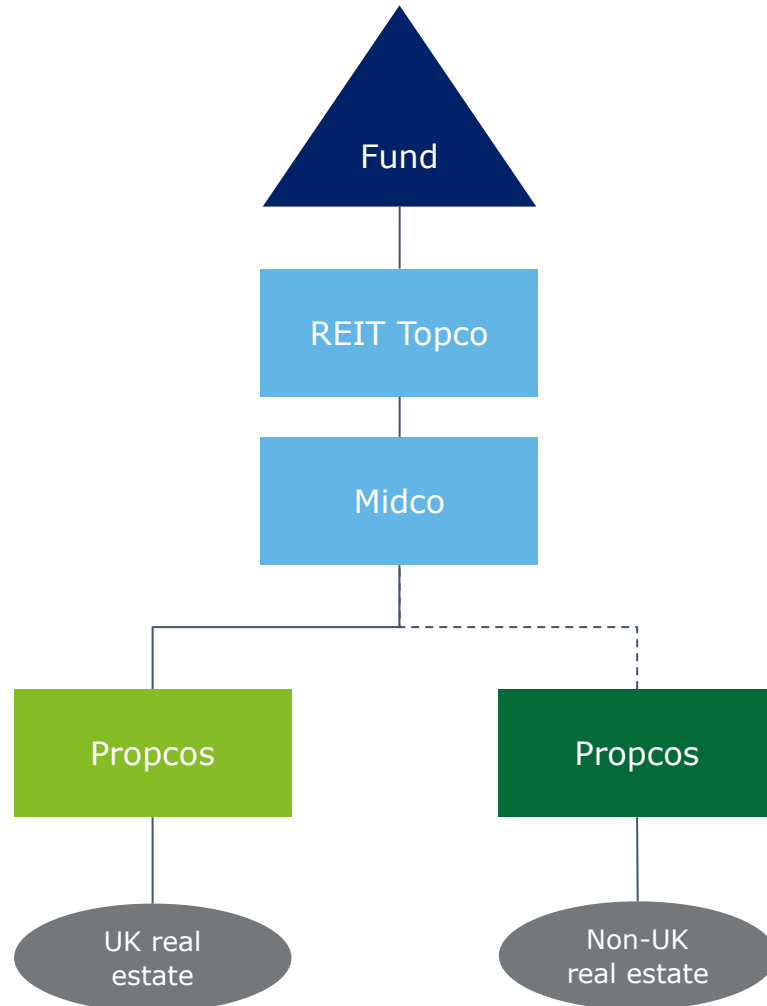 Fund
REIT Topco
Midco
Propcos
Propcos
UK real
estate
Non-UK
real estate